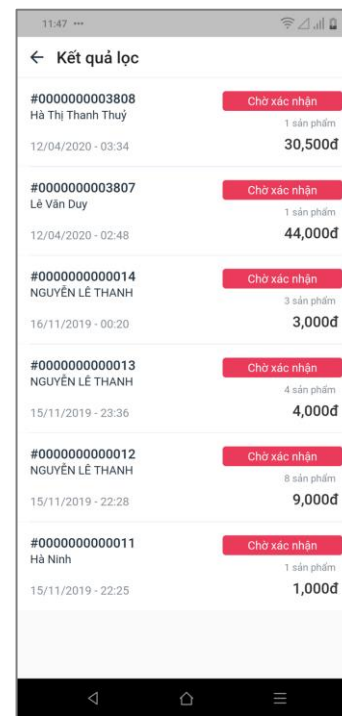 11:47 •••
← Kết quả lọc
#0000000003808
Chờ xác nhận
Hà Thị Thanh Thuỷ
1 sản phẩm
12/04/2020 - 03:34
30,500đ
#0000000003807
Chờ xác nhận
Lê Văn Duy
1 sản phẩm
12/04/2020 - 02:48
44,000đ
#0000000000014
Chờ xác nhận
NGUYỄN LÊ THANH
3 sản phẩm
16/11/2019 - 00:20
3,000đ
#0000000000013
Chờ xác nhận
NGUYỄN LÊ THANH
4 sản phẩm
15/11/2019 - 23:36
4,000đ
#0000000000012
Chờ xác nhận
NGUYỄN LÊ THANH
8 sản phẩm
15/11/2019 - 22:28
9,000đ
#0000000000011
Chờ xác nhận
Hà Ninh
1 sản phẩm
15/11/2019 - 22:25
1,000đ